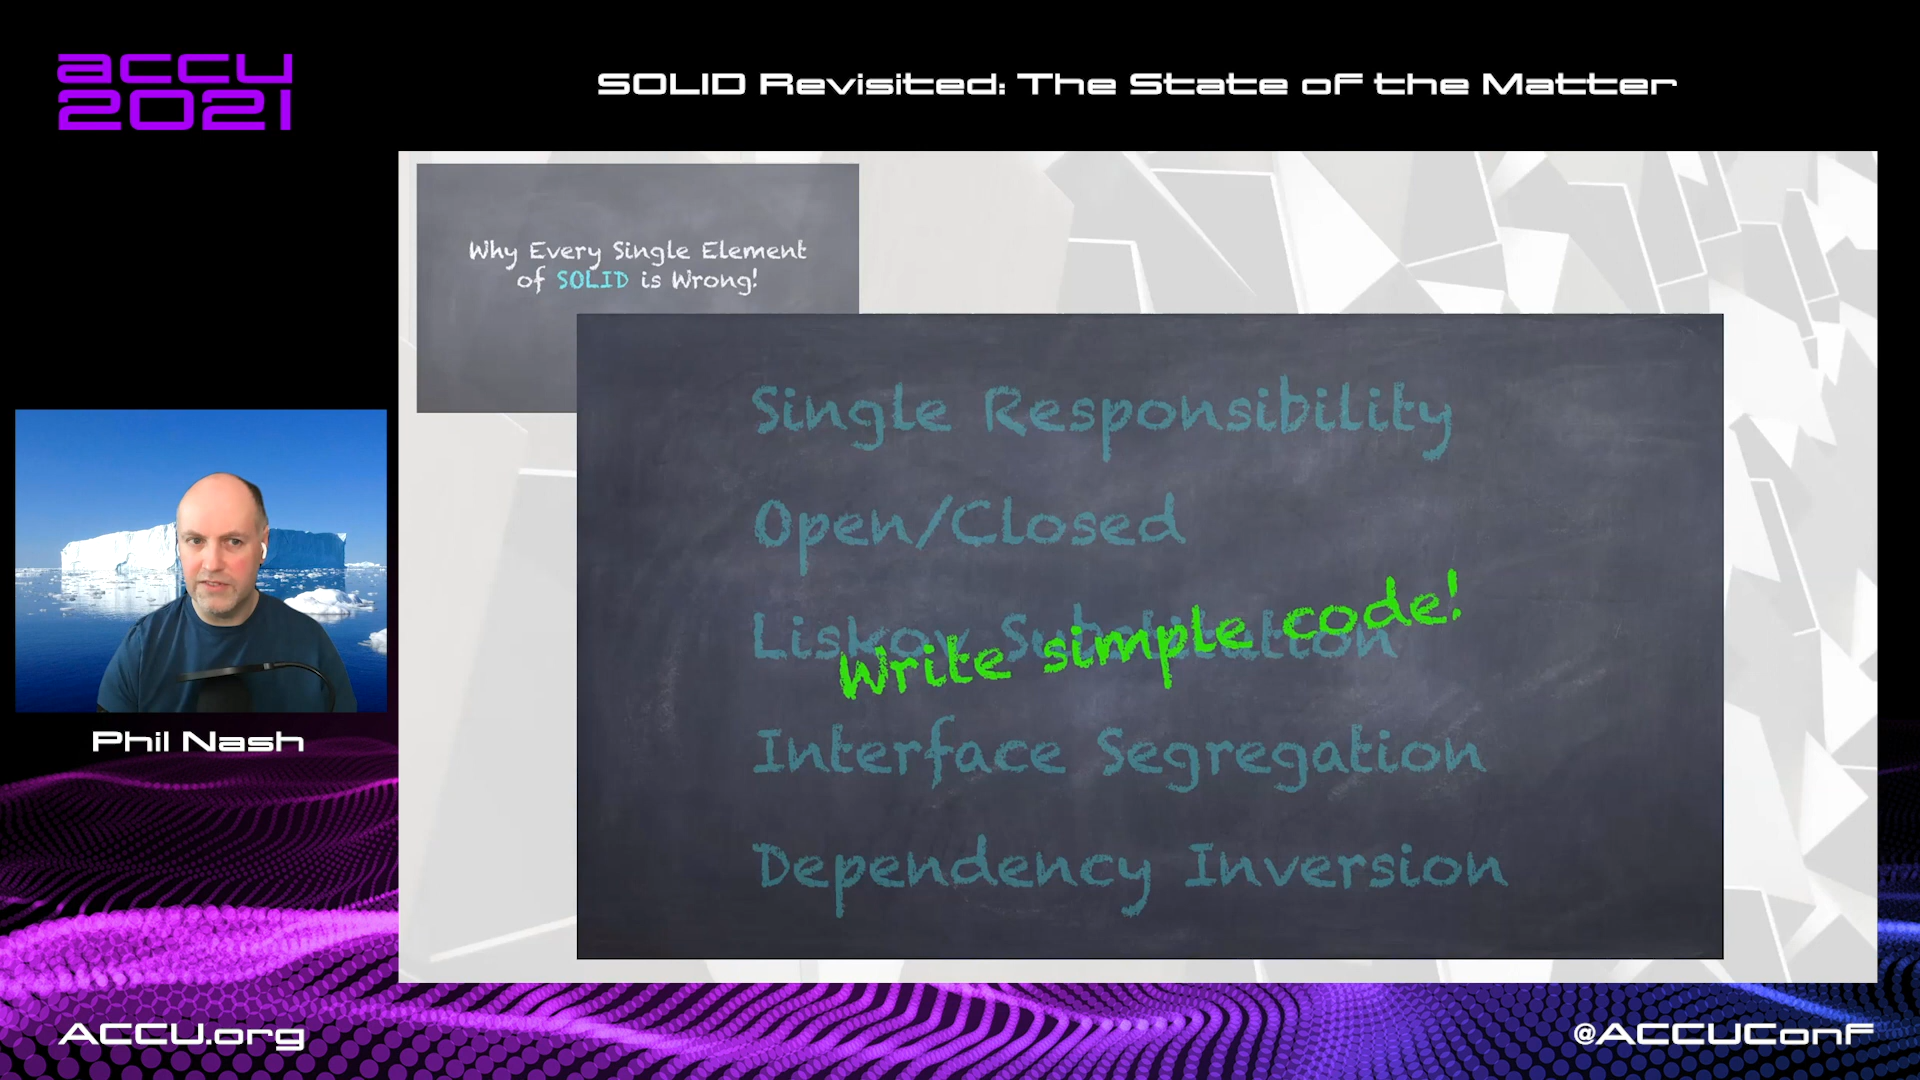 accu
2021
SOLID Revisited: The State of the Matter
Why Every Single Element
of SOLID is Wrong!
Single Responsibility
Open/Closed
Liskov Substitution
Write simple code!
Interface Segregation
Dependency Inversion
Phil Nash
ACCU.org
@ACCUConf